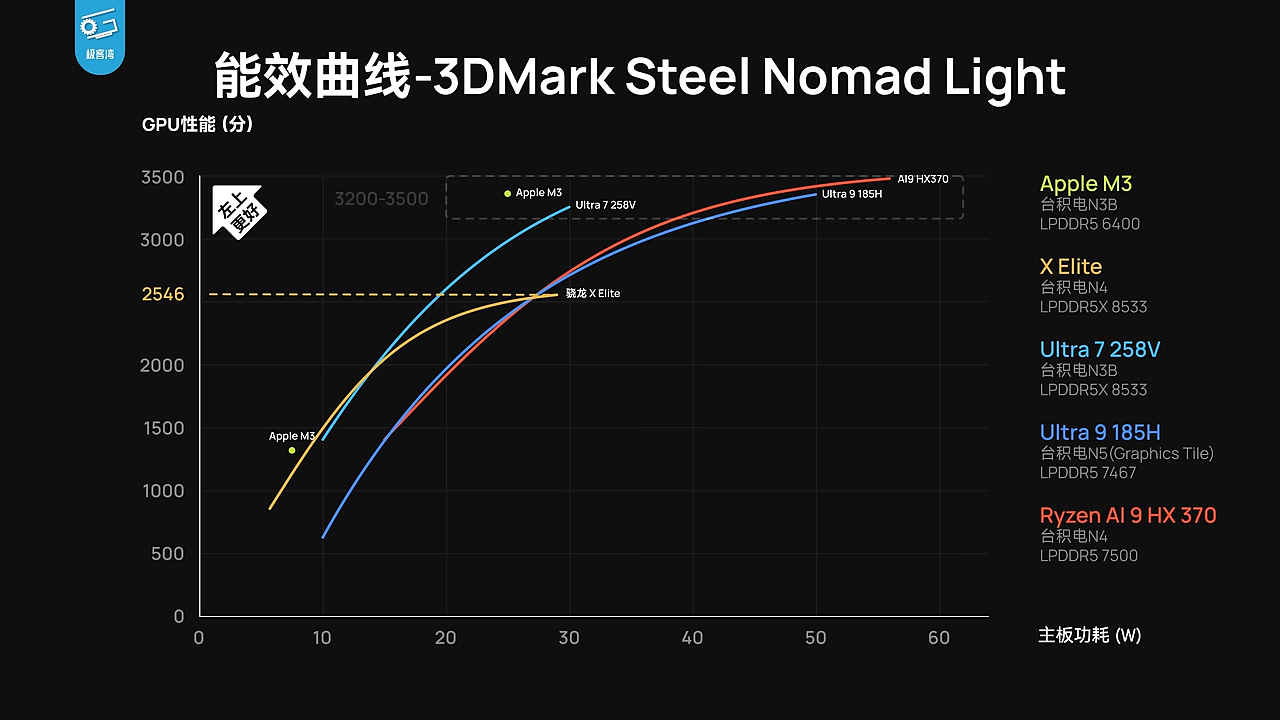 极客湾
能效曲线-3DMark Steel Nomad Light
GPU性能 (分)
3500
3000
2546
2000
1500
1000
500
0
左上
更好
3200-3500
Apple M3
Ultra 7 258V
AI9 HX370
Ultra 9 185H
骁龙 X Elite
Apple M3
0
10
20
30
40
50
60
主板功耗 (W)
Apple M3
台积电N3B
LPDDR5 6400
X Elite
台积电N4
LPDDR5X 8533
Ultra 7 258V
台积电N3B
LPDDR5X 8533
Ultra 9 185H
台积电N5(Graphics Tile)
LPDDR5 7467
Ryzen AI 9 HX 370
台积电N4
LPDDR5 7500